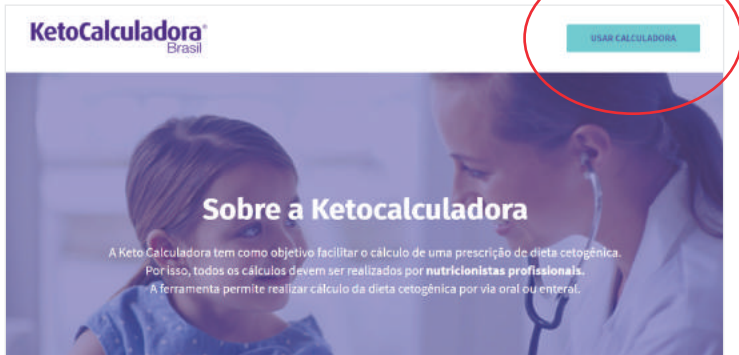 KetoCalculadora®
Brasil
USAR CALCULADORA
Sobre a Ketocalculadora
A Keto Calculadora tem como objetivo facilitar o cálculo de uma prescrição de dieta cetogênica.
Por isso, todos os cálculos devem ser realizados por nutricionistas profissionais.
A ferramenta permite realizar cálculo da dieta cetogênica por via oral ou enteral.